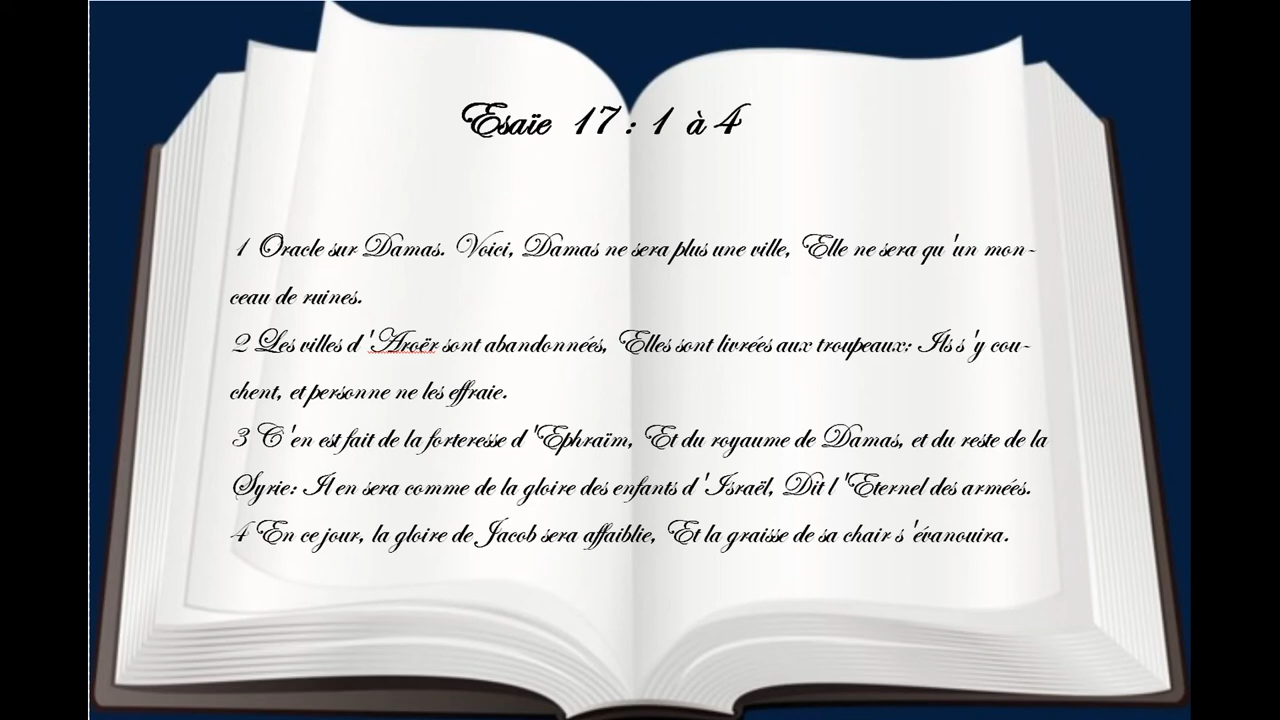 Esaïe 17 : 1 à 4
1 Oracle sur Damas. Voici, Damas ne sera plus une ville, Elle ne sera qu'un mon-
ceau de ruines.
2 Les villes d'Aroër sont abandonnées, Elles sont livrées aux troupeaux: Ils s'y cou-
chent, et personne ne les effraie.
3 C'en est fait de la forteresse d'Ephraïm, Et du royaume de Damas, et du reste de la
Syrie: Il en sera comme de la gloire des enfants d'Israël, Dit l'Eternel des armées.
4 En ce jour, la gloire de Jacob sera affaiblie, Et la graisse de sa chair s'évanouira.